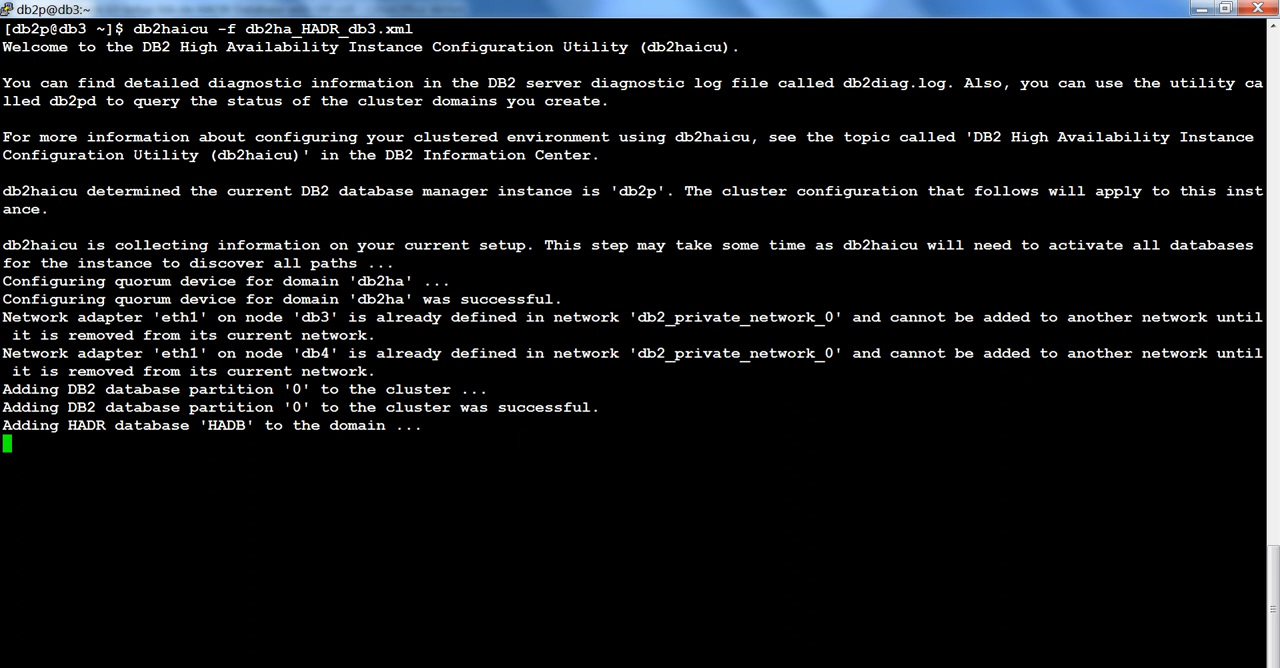 db2p@db3:~
[db2p@db3 ~]$ db2haicu -f db2ha_HADR_db3.xml
Welcome to the DB2 High Availability Instance Configuration Utility (db2haicu).
You can find detailed diagnostic information in the DB2 server diagnostic log file called db2diag.log. Also, you can use the utility ca
lled db2pd to query the status of the cluster domains you create.
For more information about configuring your clustered environment using db2haicu, see the topic called 'DB2 High Availability Instance
Configuration Utility (db2haicu)' in the DB2 Information Center.
db2haicu determined the current DB2 database manager instance is 'db2p'. The cluster configuration that follows will apply to this inst
ance.
db2haicu is collecting information on your current setup. This step may take some time as db2haicu will need to activate all databases
for the instance to discover all paths ...
Configuring quorum device for domain 'db2ha' ...
Configuring quorum device for domain 'db2ha' was successful.
Network adapter 'eth1' on node 'db3' is already defined in network 'db2_private_network_0' and cannot be added to another network until
it is removed from its current network.
Network adapter 'eth1' on node 'db4' is already defined in network 'db2_private_network_0' and cannot be added to another network until
it is removed from its current network.
Adding DB2 database partition '0' to the cluster ...
Adding DB2 database partition '0' to the cluster was successful.
Adding HADR database 'HADB' to the domain ...